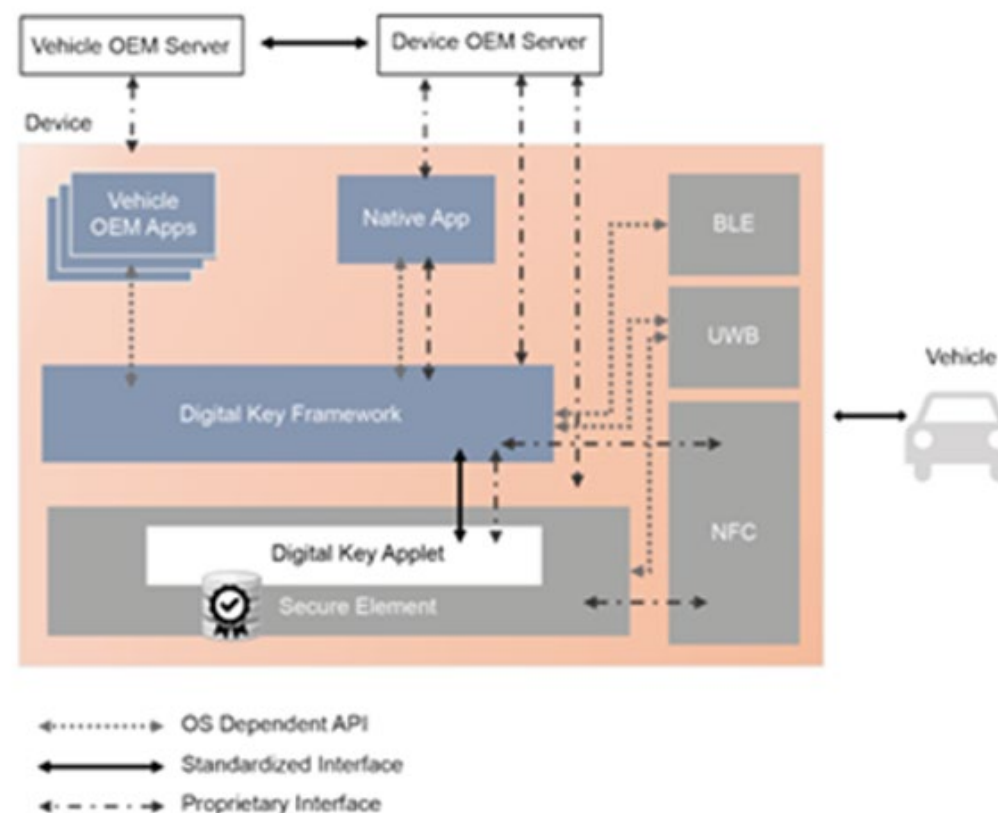 Vehicle OEM Server
Device OEM Server
Device
Vehicle
OEM Apps
Native App
BLE
UWB
Vehicle
Digital Key Framework
NFC
Digital Key Applet
Secure Element
OS Dependent API
Standardized Interface
Proprietary Interface